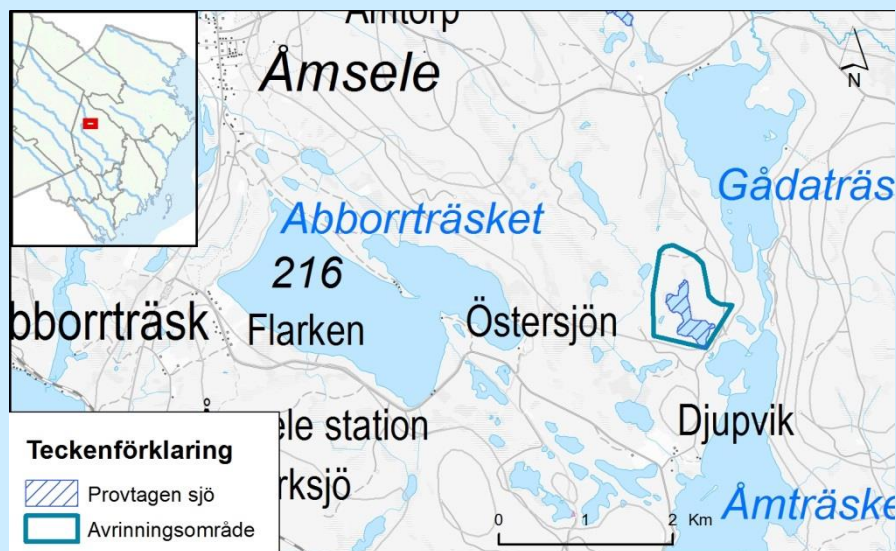 Åmtorp
Åmsele
N
Gådaträs
Abborrträsket
216
bborrträsk
Flarken
Östersjön
Djupvik
ele station
rksjö
Åmträske
Teckenförklaring
Provtagen sjö
Avrinningsområde
0 1 2 Km